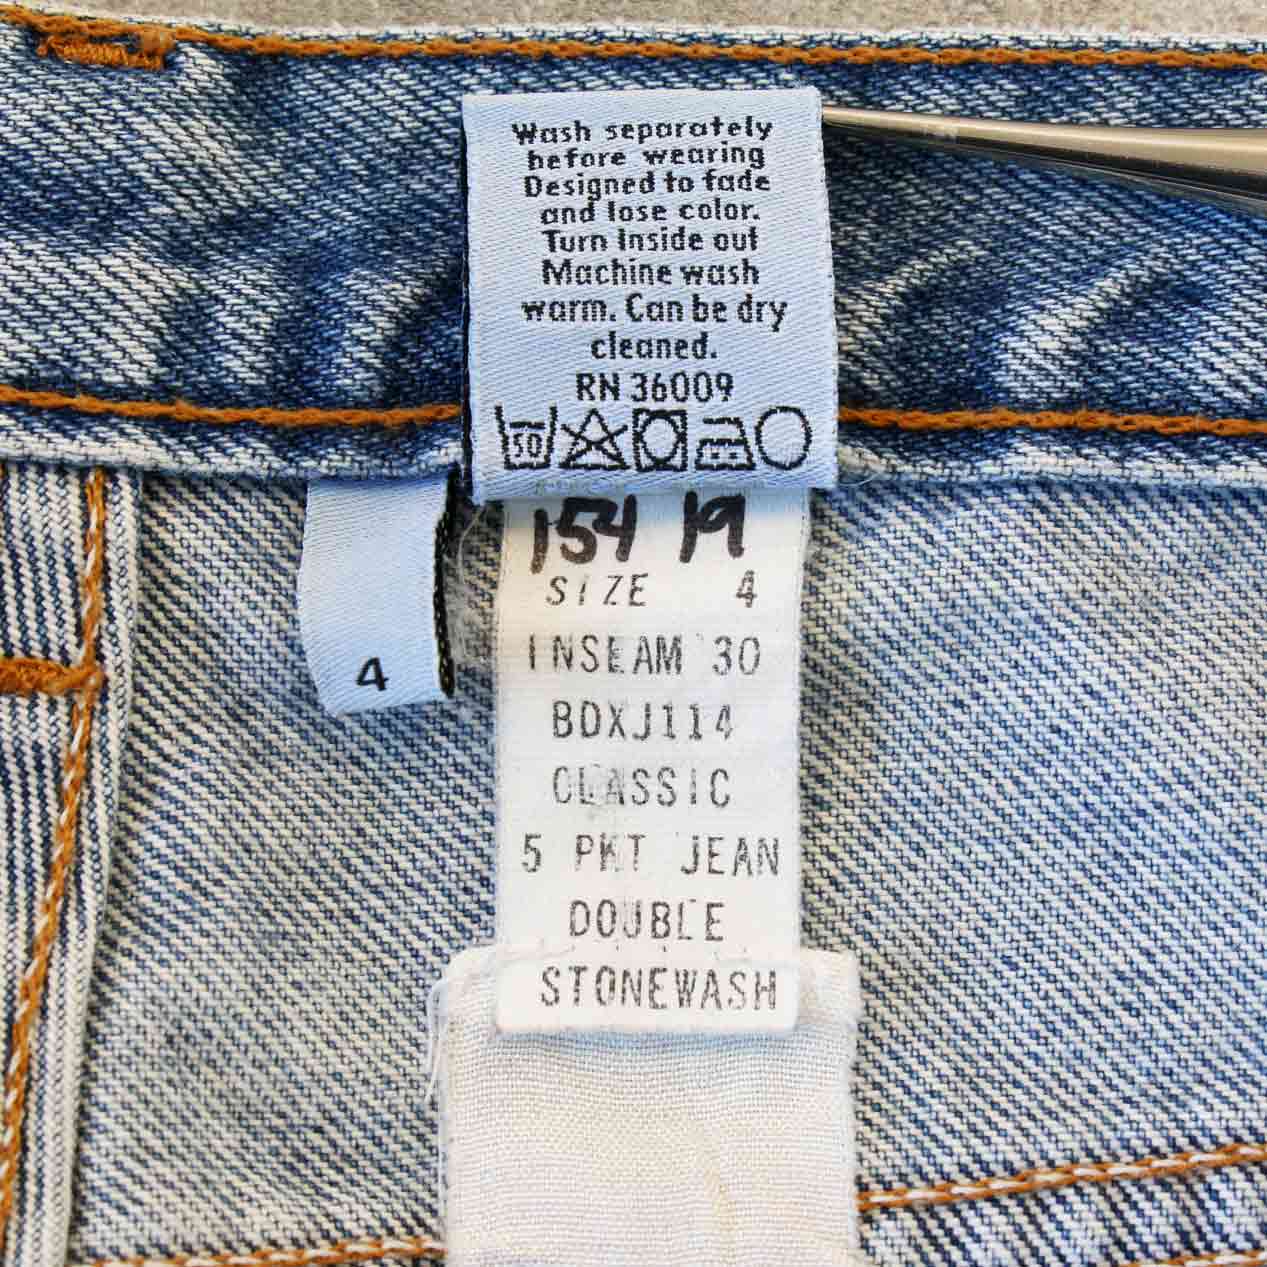 Wash separately
before wearing
Designed to fade
and lose color.
Turn Inside out
Machine wash
warm. Can be dry
cleaned.
RN 36009
50
154 19
SIZE 4
INSEAM 30
BDXJ114
CLASSIC
5 PKT JEAN
DOUBLE
STONEWASH
4